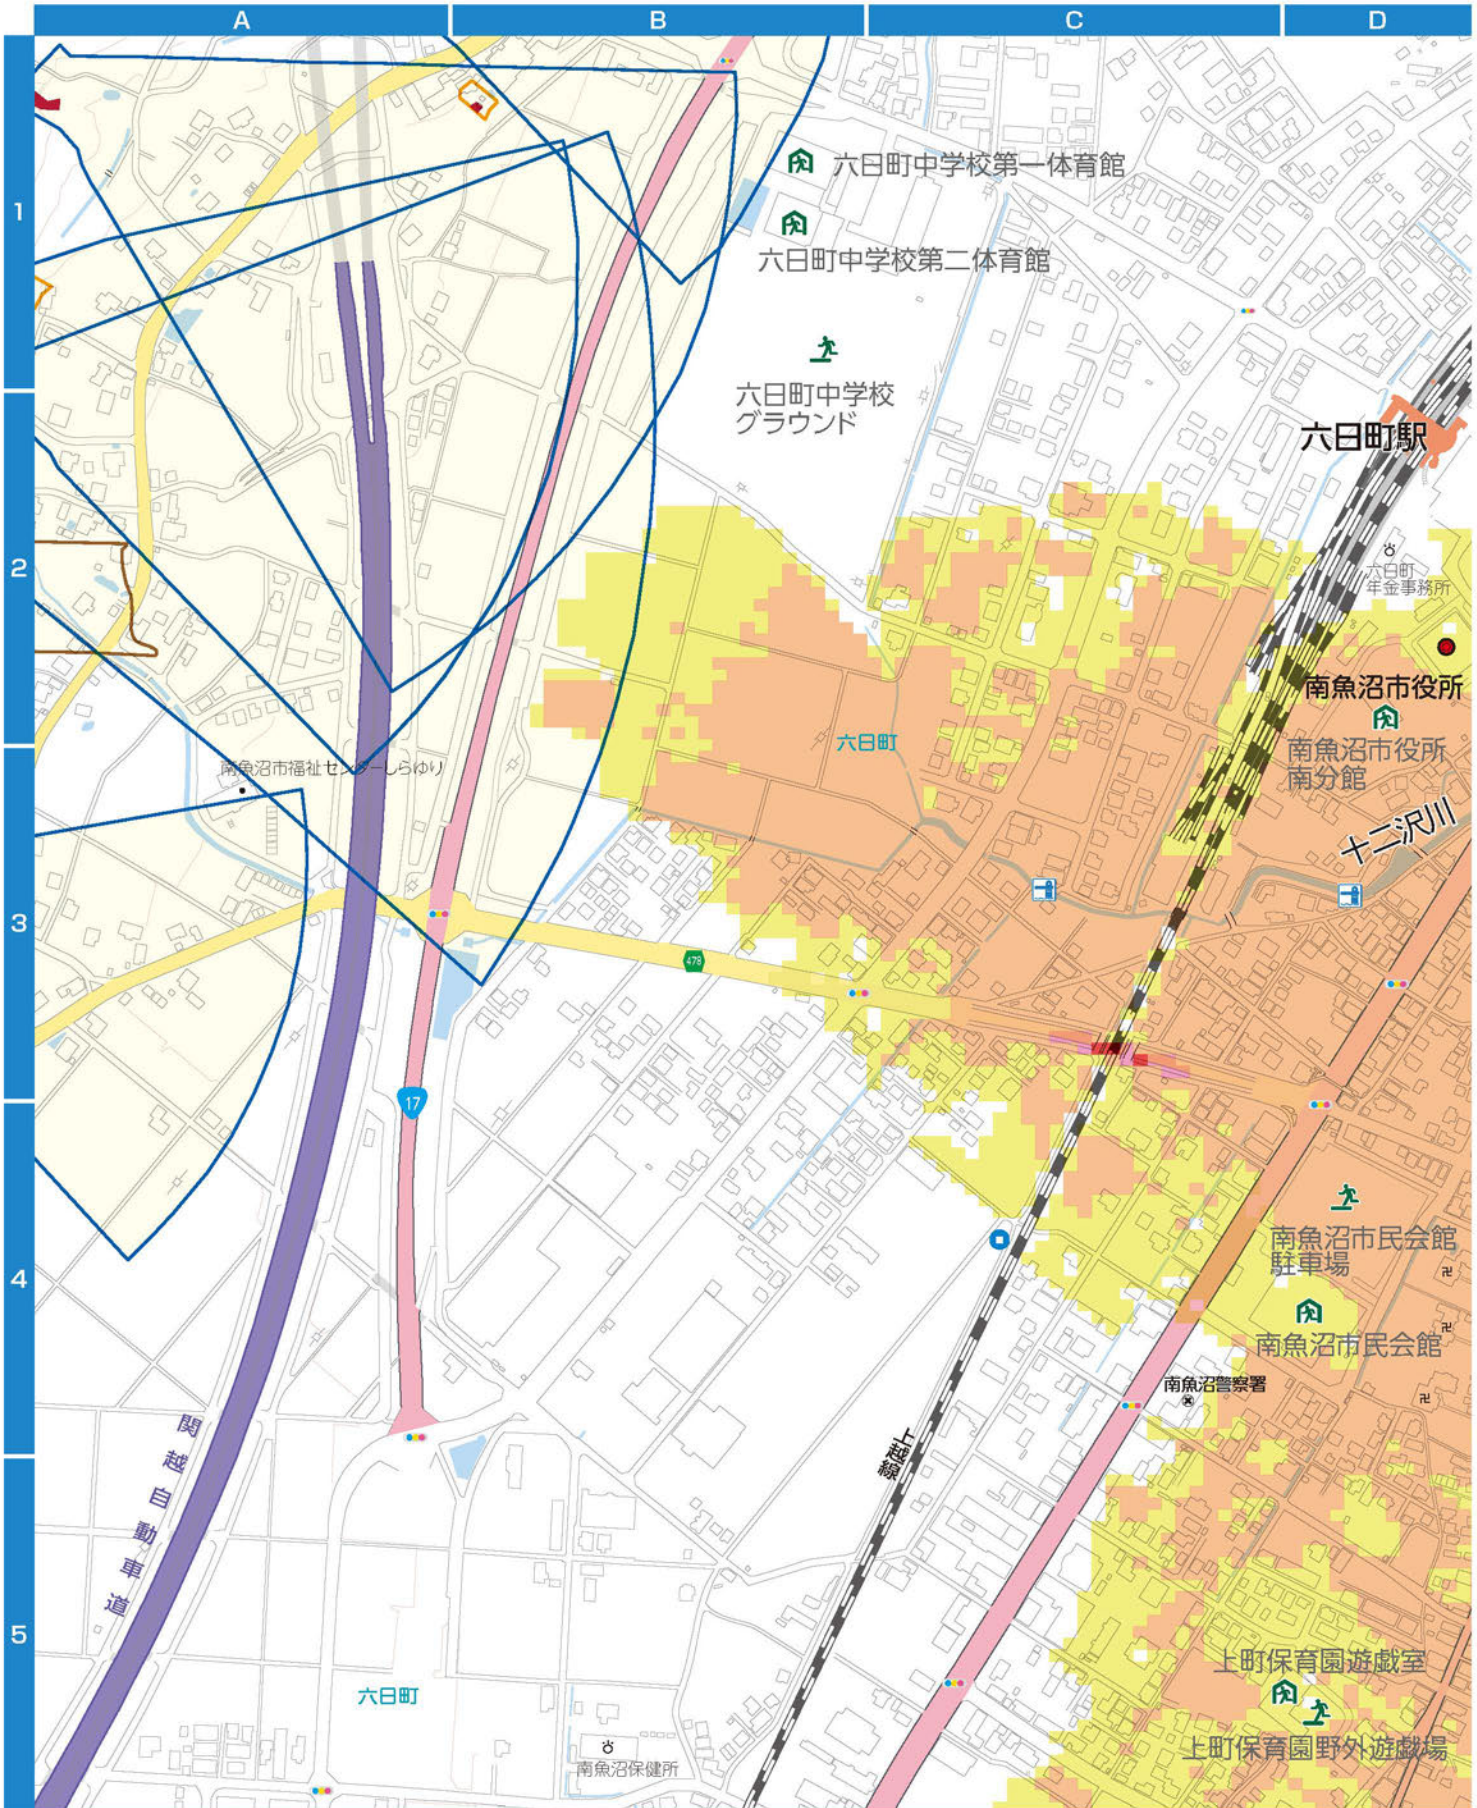 A
B
C
D
1
2
3
4
5
六日町中学校第一体育館
六日町中学校第二体育館
六日町中学校
グラウンド
六日町駅
六日町
年金事務所
南魚沼市役所
南魚沼市役所
南分館
六日町
南魚沼市福祉センターしらゆり
十二沢川
478
17
南魚沼市民会館
駐車場
南魚沼市民会館
南魚沼警察署
上越線
関越自動車道
上町保育園遊戯室
上町保育園野外遊戯場
六日町
南魚沼保健所